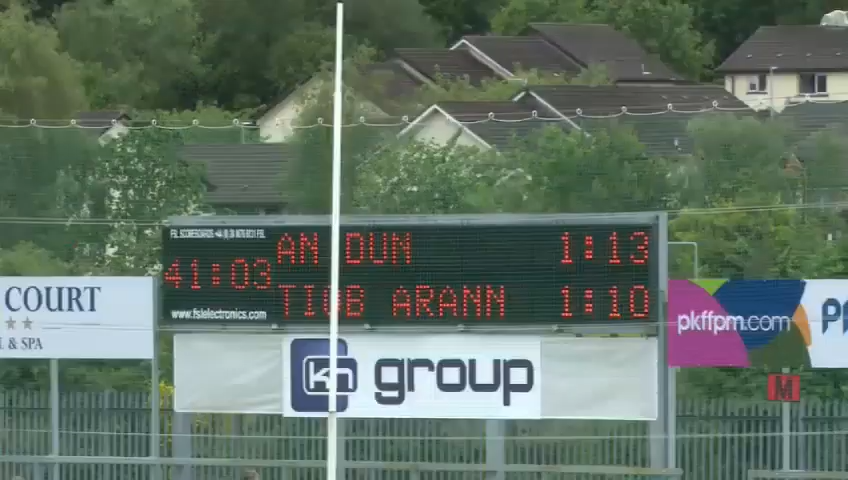 AN DUN 1:13
41:03
TIOB ARANN 1:10
www.fslelectronics.com
COURT
& SPA
kn group
pkffpm.com
M